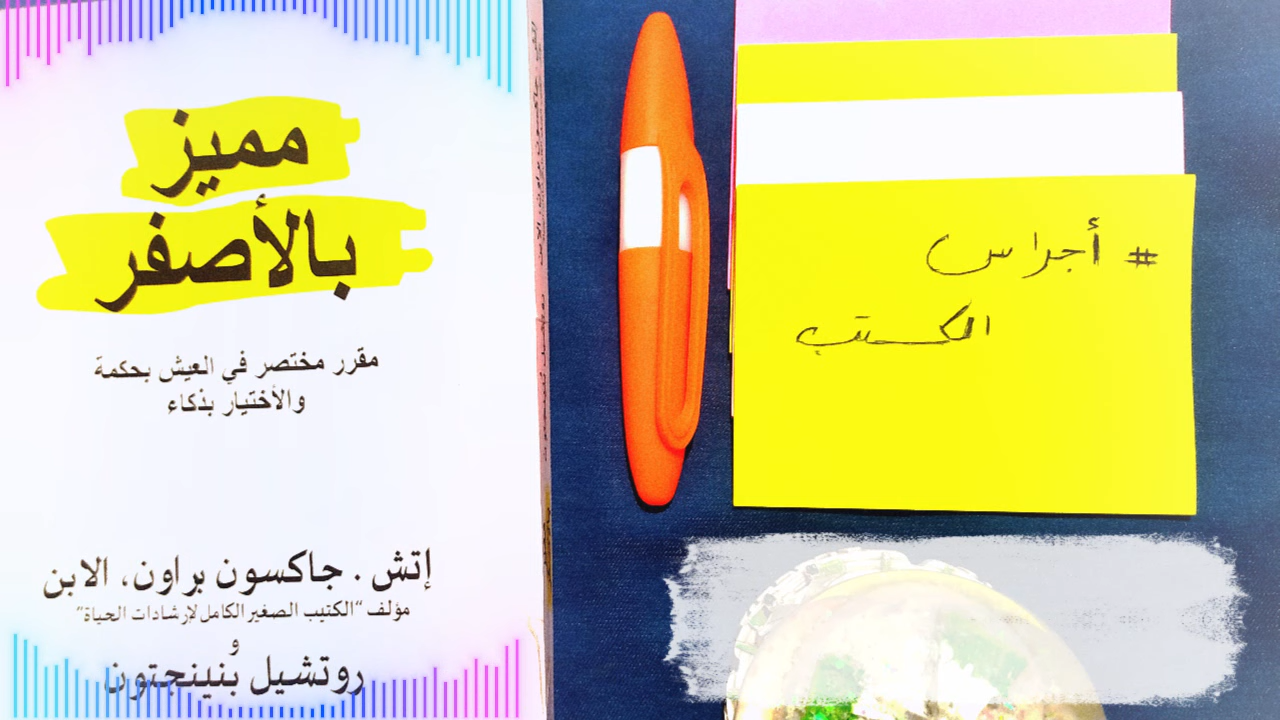 مميز
بالأصفر
مقرر مختصر في العيش بحكمة
والأختيار بذكاء
إتش . جاكسون براون، الابن
مؤلف "الكتيب الصغير الكامل لإرشادات الحياة"
و
روتشيل بنينجتون
# أجراس
الكتب